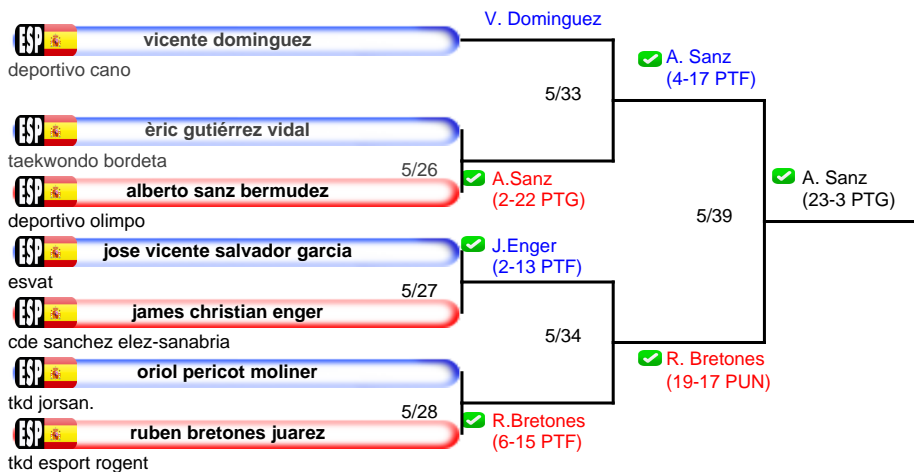 V. Dominguez
ESP vicente dominguez
deportivo cano
A. Sanz
(4-17 PTF)
5/33
ESP èric gutiérrez vidal
taekwondo bordeta
5/26
ESP alberto sanz bermudez
A.Sanz
(2-22 PTG)
deportivo olimpo
A. Sanz
(23-3 PTG)
5/39
ESP jose vicente salvador garcia
J.Enger
(2-13 PTF)
esvat
5/27
ESP james christian enger
cde sanchez elez-sanabria
5/34
ESP oriol pericot moliner
R. Bretones
(19-17 PUN)
tkd jorsan.
5/28
ESP ruben bretones juarez
R.Bretones
(6-15 PTF)
tkd esport rogent